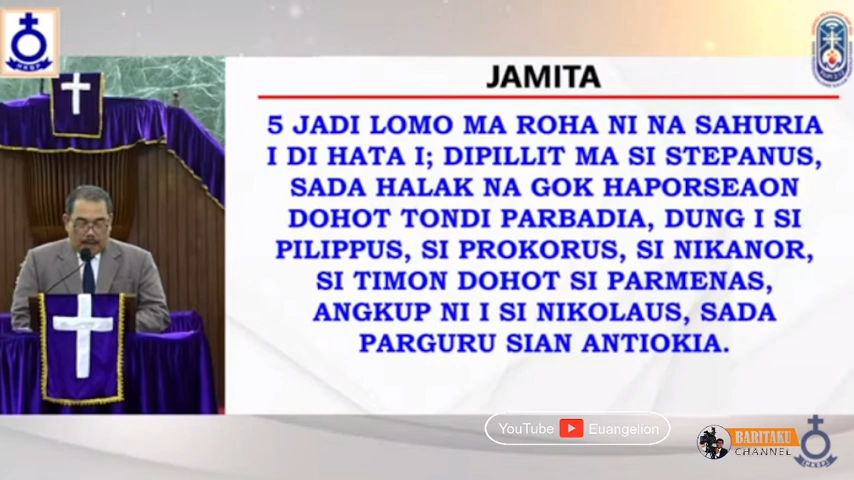 JAMITA
5 JADI LOMO MA ROHA NI NA SAHURIA
I DI HATA I; DIPILLIT MA SI STEPANUS,
SADA HALAK NA GOK HAPORSEAON
DOHOT TONDI PARBADIA, DUNG I SI
PILIPPUS, SI PROKORUS, SI NIKANOR,
SI TIMON DOHOT SI PARMENAS,
ANGKUP NI I SI NIKOLAUS, SADA
PARGURU SIAN ANTIOKIA.
YouTube Euangelion
BARITAKU
CHANNEL
HKBP
HKBP